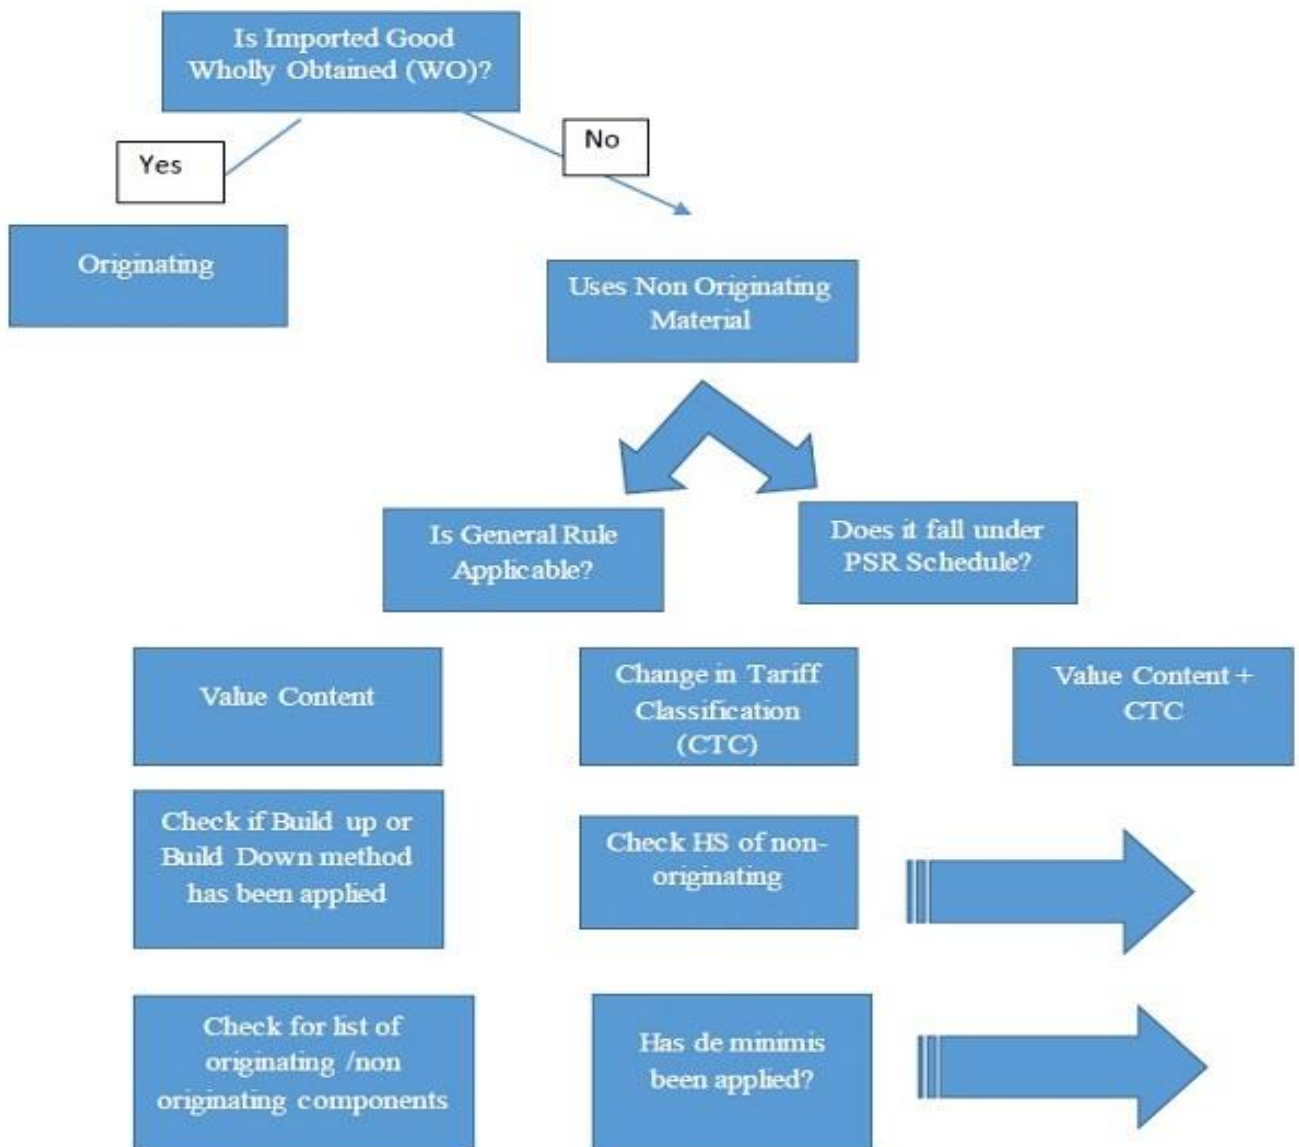 Is Imported Good
Wholly Obtained (WO)?
Yes
No
Originating
Uses Non Originating
Material
Is General Rule
Applicable?
Does it fall under
PSR Schedule?
Value Content
Change in Tariff
Classification
(CTC)
Value Content +
CTC
Check if Build up or
Build Down method
has been applied
Check HS of non-
originating
Check for list of
originating /non
originating components
Has de minimis
been applied?